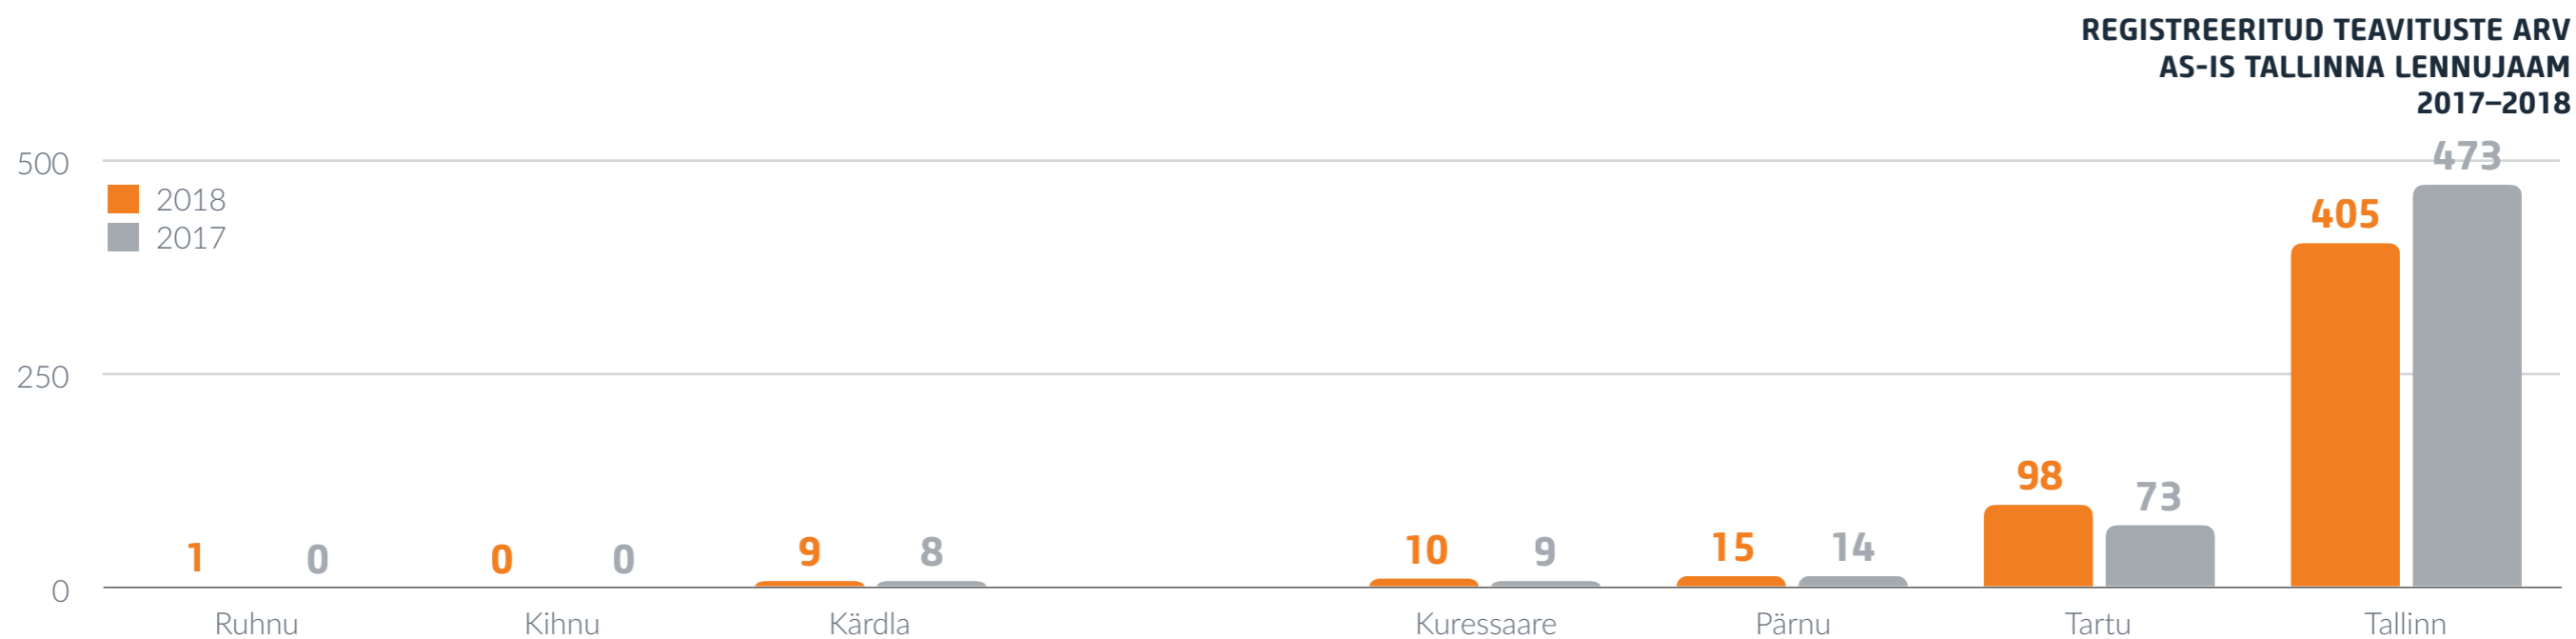 REGISTREERITUD TEAVITUSTE ARV
AS-IS TALLINNA LENNUJAAM
2017–2018
500
250
0
2018
2017
1 0 0 0 9 8 10 9 15 14 98 73 405 473
Ruhnu Kihnu Kärdla Kuressaare Pärnu Tartu Tallinn